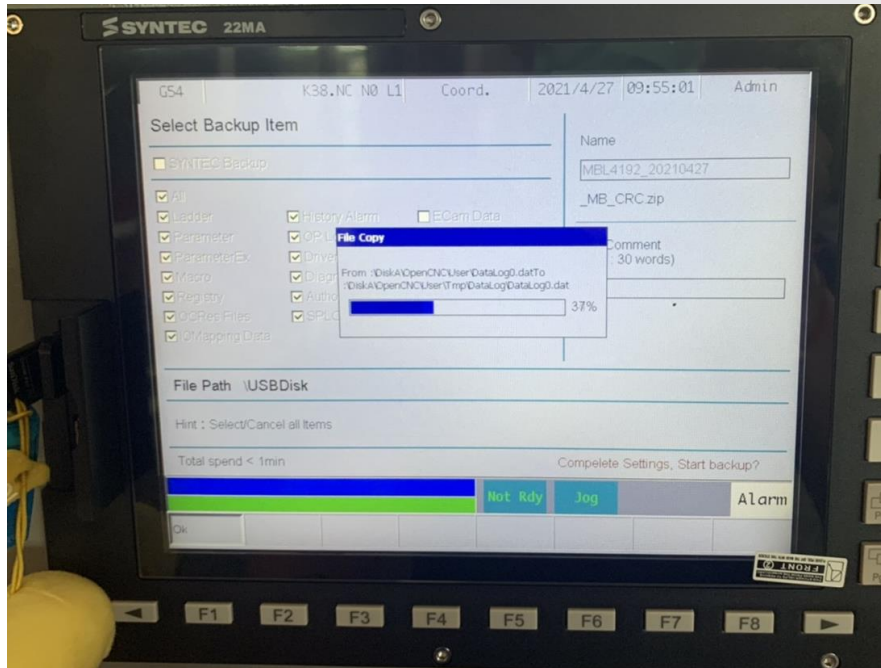 SYNTEC 22MA
G54 K38.NC N0 L1 Coord. 2021/4/27 09:55:01 Admin
Select Backup Item
SYNTEC Backup
All
Ladder
History Alarm
ECam Data
Parameter
ParameterEx
Driver
Macro
Registry
OCRes Files
IOMapping Data
Name
MBL4192_20210427
_MB_CRC.zip
Comment
30 words)
File Copy
From :\DiskA\OpenCNC\User\DataLog0.datTo
:\DiskA\OpenCNC\User\Tmp\DataLog\DataLog0.dat
37%
File Path \USBDisk
Hint : Select/Cancel all Items
Total spend < 1min
Compelete Settings, Start backup?
Not Rdy Jog Alarm
Ok
FRONT
F1 F2 F3 F4 F5 F6 F7 F8